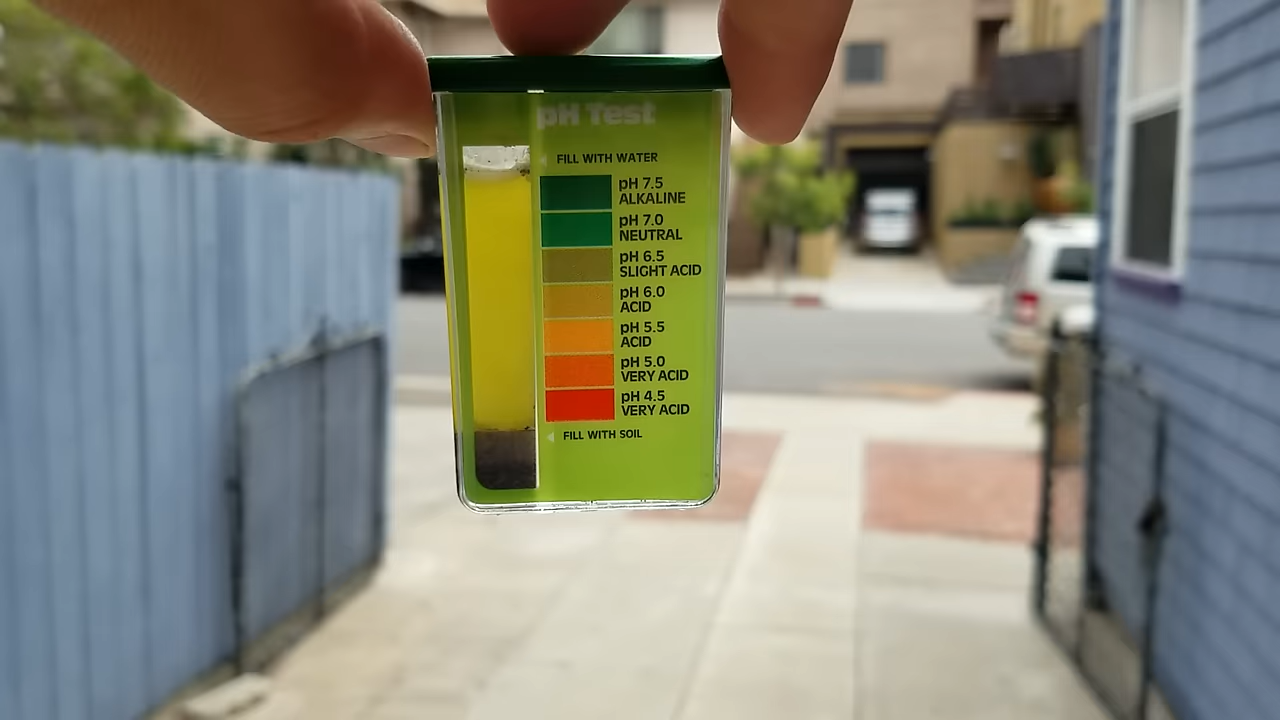 pH Test
FILL WITH WATER
pH 7.5
ALKALINE
pH 7.0
NEUTRAL
pH 6.5
SLIGHT ACID
pH 6.0
ACID
pH 5.5
ACID
pH 5.0
VERY ACID
pH 4.5
VERY ACID
FILL WITH SOIL